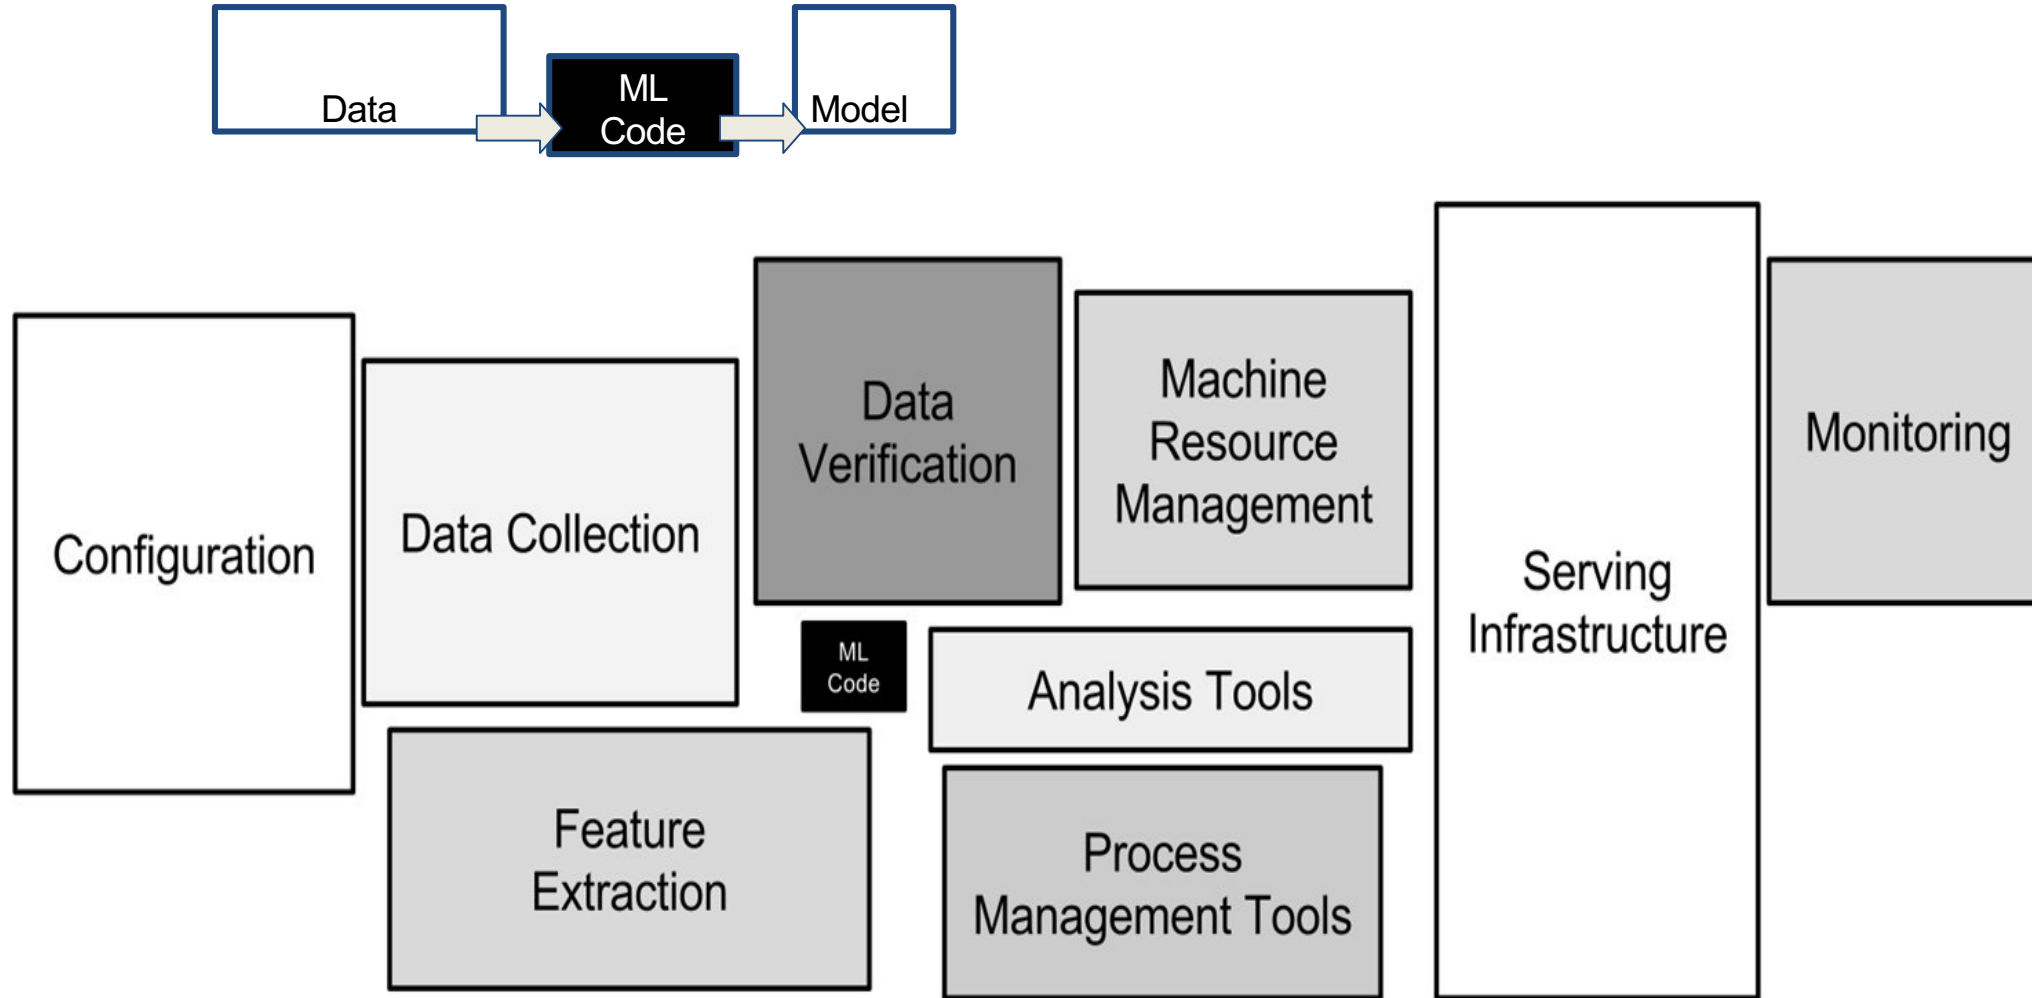 Data
ML
Code
Model
Configuration
Data Collection
Data
Verification
Machine
Resource
Management
Serving
Infrastructure
Monitoring
ML
Code
Analysis Tools
Feature
Extraction
Process
Management Tools